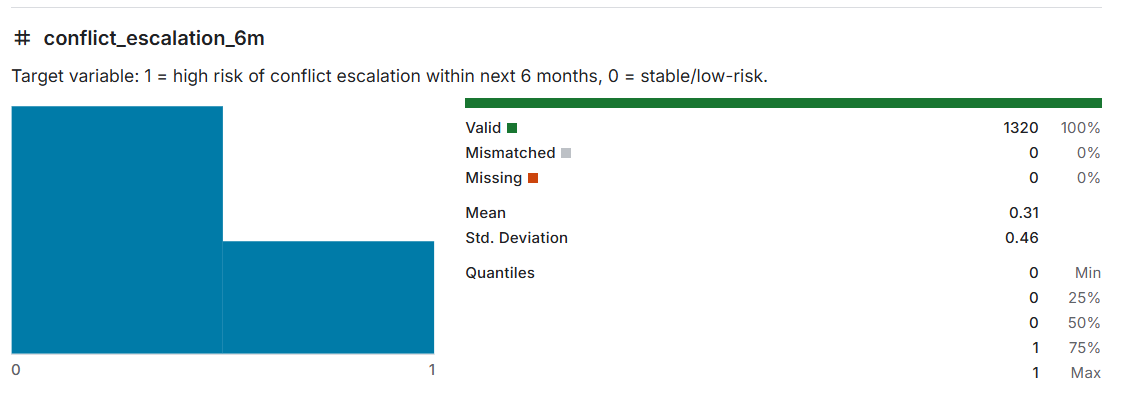 # conflict_escalation_6m
Target variable: 1 = high risk of conflict escalation within next 6 months, 0 = stable/low-risk.
0 1
Valid 1320 100%
Mismatched 0 0%
Missing 0 0%
Mean 0.31
Std. Deviation 0.46
Quantiles 0 Min
0 25%
0 50%
1 75%
1 Max